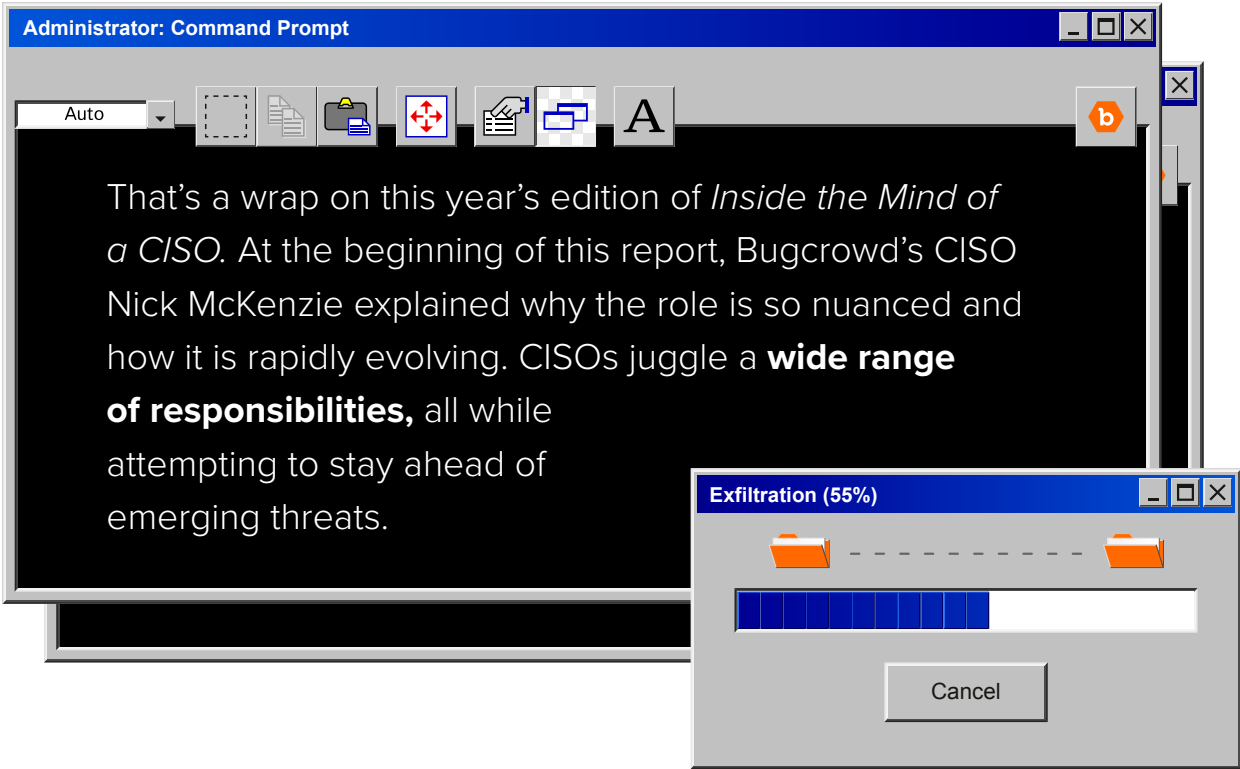 Administrator: Command Prompt
Auto
A
b
That’s a wrap on this year’s edition of Inside the Mind of
a CISO. At the beginning of this report, Bugcrowd’s CISO
Nick McKenzie explained why the role is so nuanced and
how it is rapidly evolving. CISOs juggle a wide range
of responsibilities, all while
attempting to stay ahead of
emerging threats.
Exfiltration (55%)
Cancel